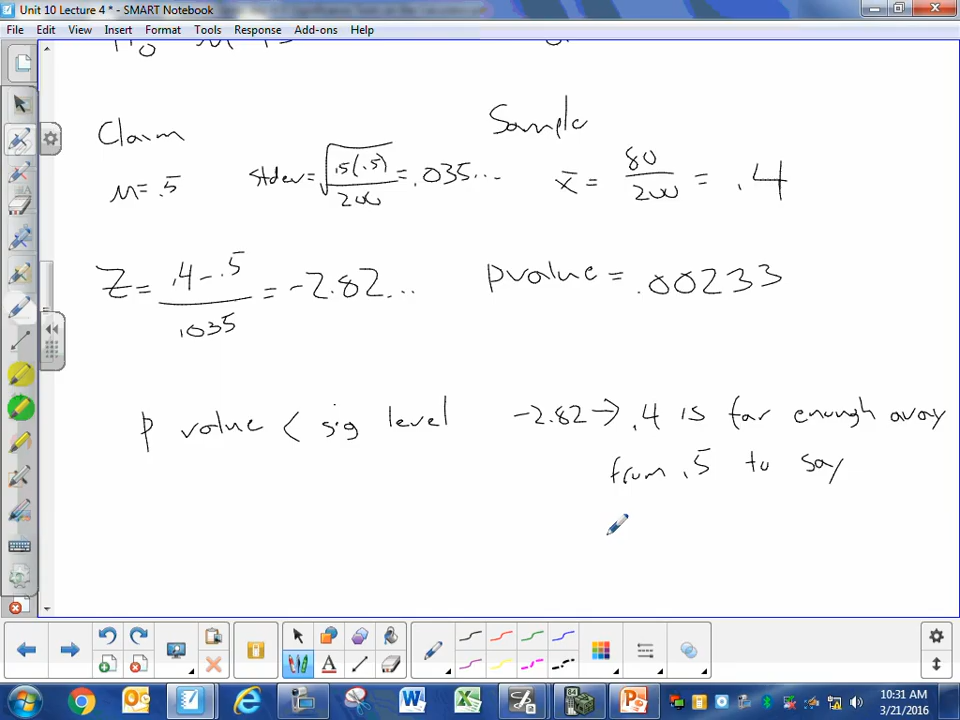 Unit 10 Lecture 4 * - SMART Notebook
File Edit View Insert Format Tools Response Add-ons Help
Claim
Sample
μ= .5
stdev = √.5(.5)/200 = .035...
x̄ = 80/200 = .4
Z = .4-.5/.035 = -2.82...
pvalue = .00233
p value < sig level
-2.82 → .4 is far enough away
from .5 to say
10:31 AM
3/21/2016